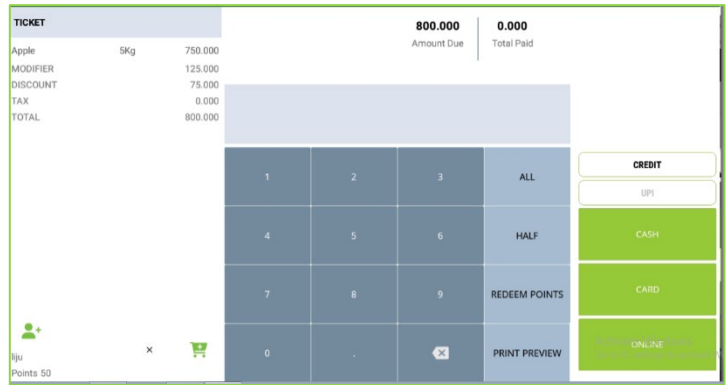 TICKET
Apple 5Kg 750.000
MODIFIER 125.000
DISCOUNT 75.000
TAX 0.000
TOTAL 800.000
800.000 0.000
Amount Due Total Paid
1 2 3 ALL
4 5 6 HALF
7 8 9 REDEEM POINTS
0 . PRINT PREVIEW
CREDIT
UPI
CASH
CARD
ONLINE
liju ×
Points 50